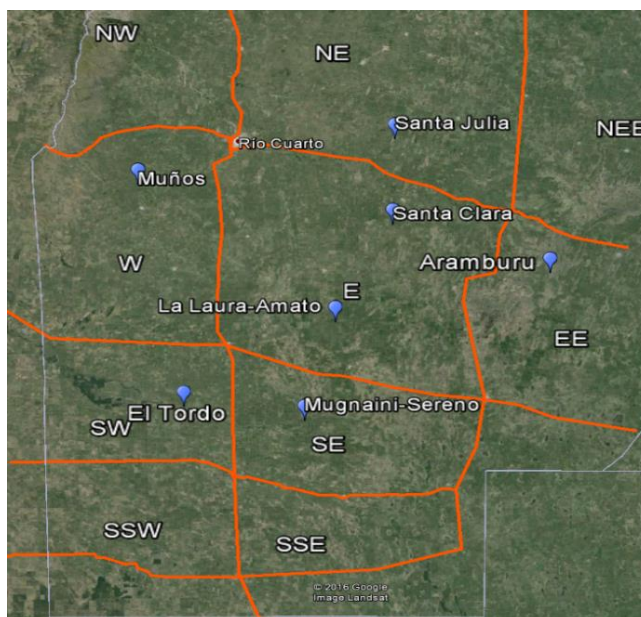 NW
NE
Santa Julia
NEE
Río Cuarto
Muños
Santa Clara
W
Aramburu
E
La Laura-Amato
EE
El Tordo
Mugnaini-Sereno
SW
SE
SSW
SSE
© 2016 Google
Image Landsat